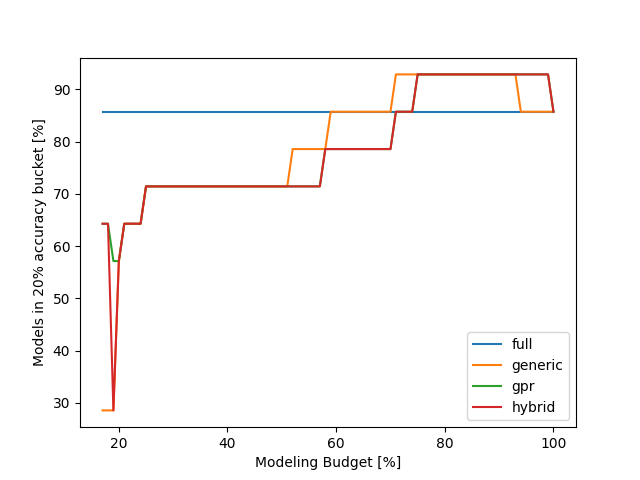 Models in 20% accuracy bucket [%]
90
80
70
60
50
40
30
20
40
60
80
100
Modeling Budget [%]
full
generic
gpr
hybrid